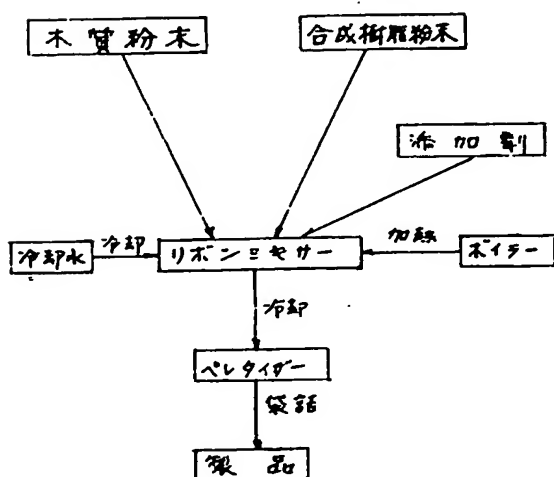 木質粉末
合成樹脂粉末
添加剤
冷却水
冷却
リボンミキサー
加熱
ボイラー
冷却
ペレタイザー
袋詰
製品